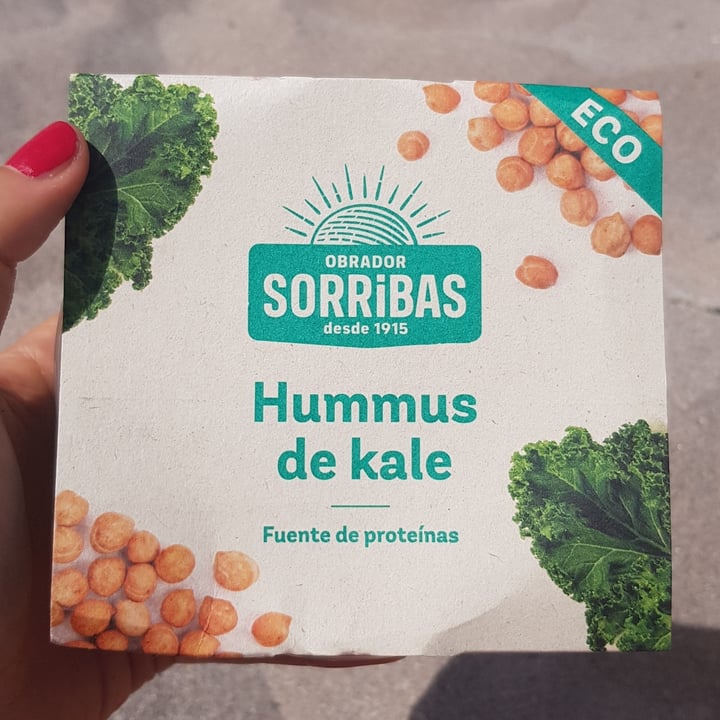 ECO
OBRADOR
SORRiBAS
desde 1915
Hummus
de kale
Fuente de proteínas